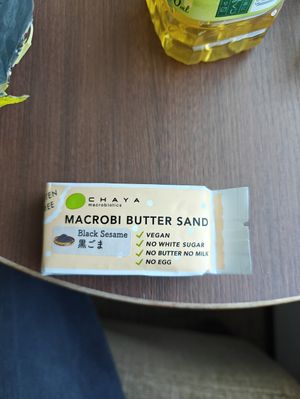 CHAYA
macrobiotics
MACROBI BUTTER SAND
Black Sesame
黒ごま
VEGAN
NO WHITE SUGAR
NO BUTTER NO MILK
NO EGG